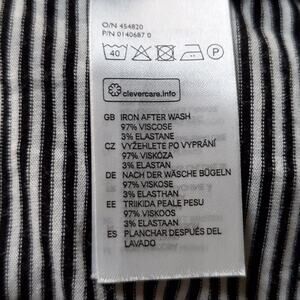 O/N 454820
P/N 0140687 0
40 P
clevercare.info
GB IRON AFTER WASH
97% VISCOSE
3% ELASTANE
CZ VYŽEHLETE PO VYPRÁNÍ
97% VISKÓZA
3% ELASTAN
DE NACH DER WÄSCHE BÜGELN
97% VISKOSE
3% ELASTHAN
EE TRIIKIDA PEALE PESU
97% VISKOOS
3% ELASTAAN
ES PLANCHAR DESPUÉS DEL
LAVADO